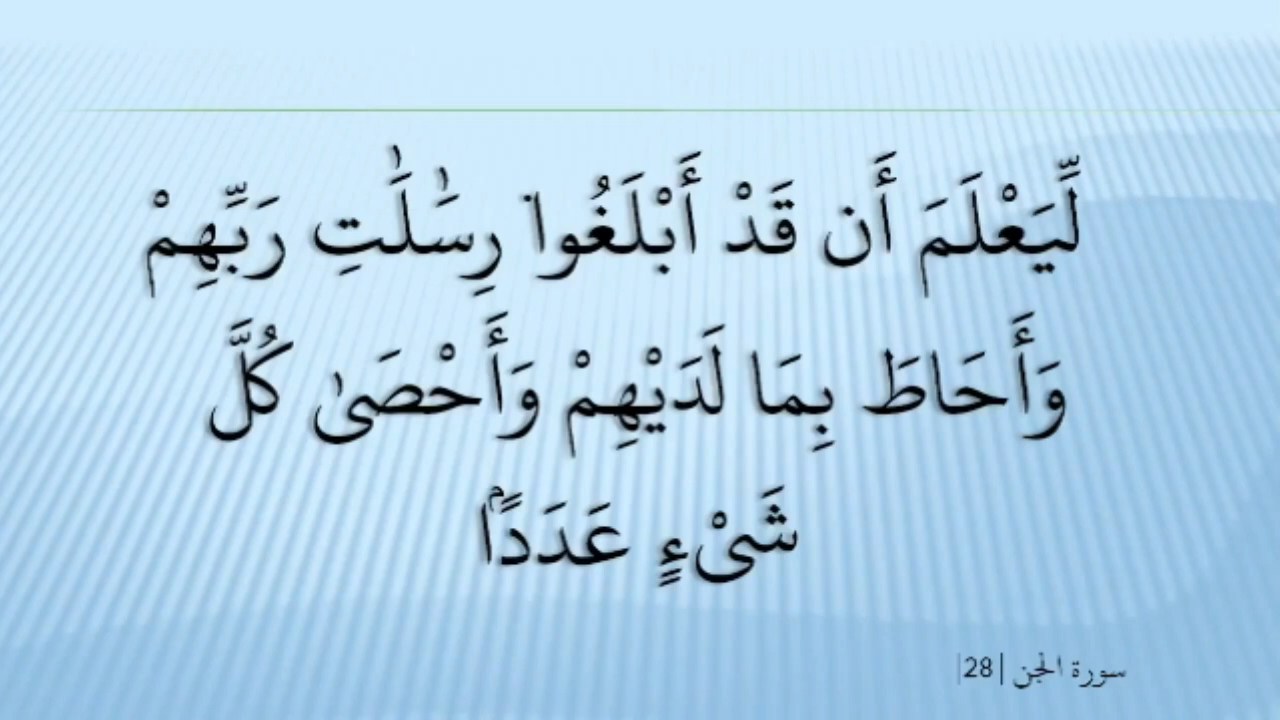 لِّيَعْلَمَ أَن قَدْ أَبْلَغُوا۟ رِسَـٰلَـٰتِ رَبِّهِمْ
وَأَحَاطَ بِمَا لَدَيْهِمْ وَأَحْصَىٰ كُلَّ
شَىْءٍ عَدَدًۢا
سورة الجن |28|